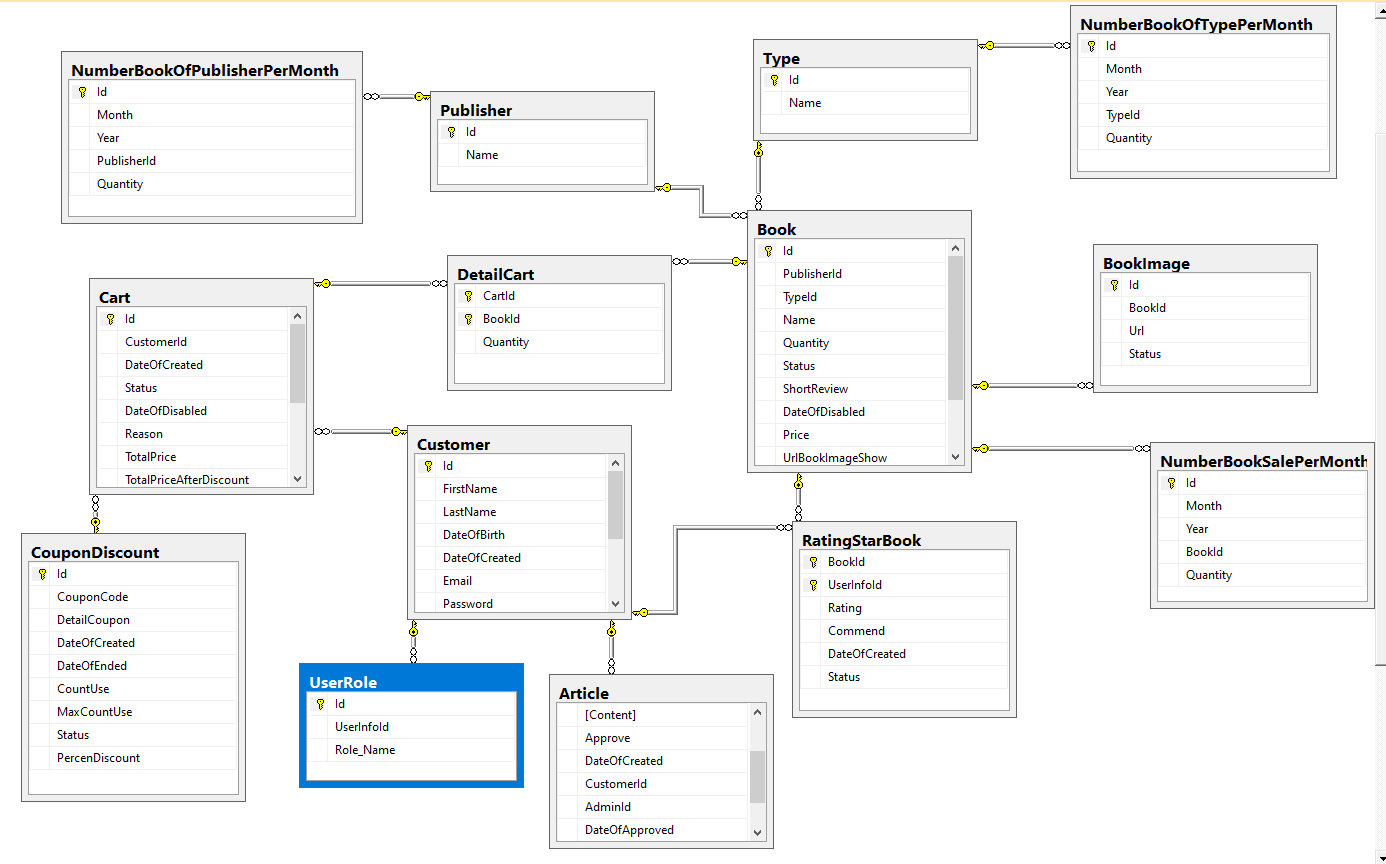 NumberBookOfPublisherPerMonth
Id
Month
Year
PublisherId
Quantity
Publisher
Id
Name
Type
Id
Name
NumberBookOfTypePerMonth
Id
Month
Year
TypeId
Quantity
Cart
Id
CustomerId
DateOfCreated
Status
DateOfDisabled
Reason
TotalPrice
TotalPriceAfterDiscount
DetailCart
CartId
BookId
Quantity
Book
Id
PublisherId
TypeId
Name
Quantity
Status
ShortReview
DateOfDisabled
Price
UrlBookImageShow
BookImage
Id
BookId
Url
Status
Customer
Id
FirstName
LastName
DateOfBirth
DateOfCreated
Email
Password
NumberBookSalePerMonth
Id
Month
Year
BookId
Quantity
CouponDiscount
Id
CouponCode
DetailCoupon
DateOfCreated
DateOfEnded
CountUse
MaxCountUse
Status
PercenDiscount
UserRole
Id
UserInfoId
Role_Name
Article
[Content]
Approve
DateOfCreated
CustomerId
AdminId
DateOfApproved
RatingStarBook
BookId
UserInfoId
Rating
Commend
DateOfCreated
Status